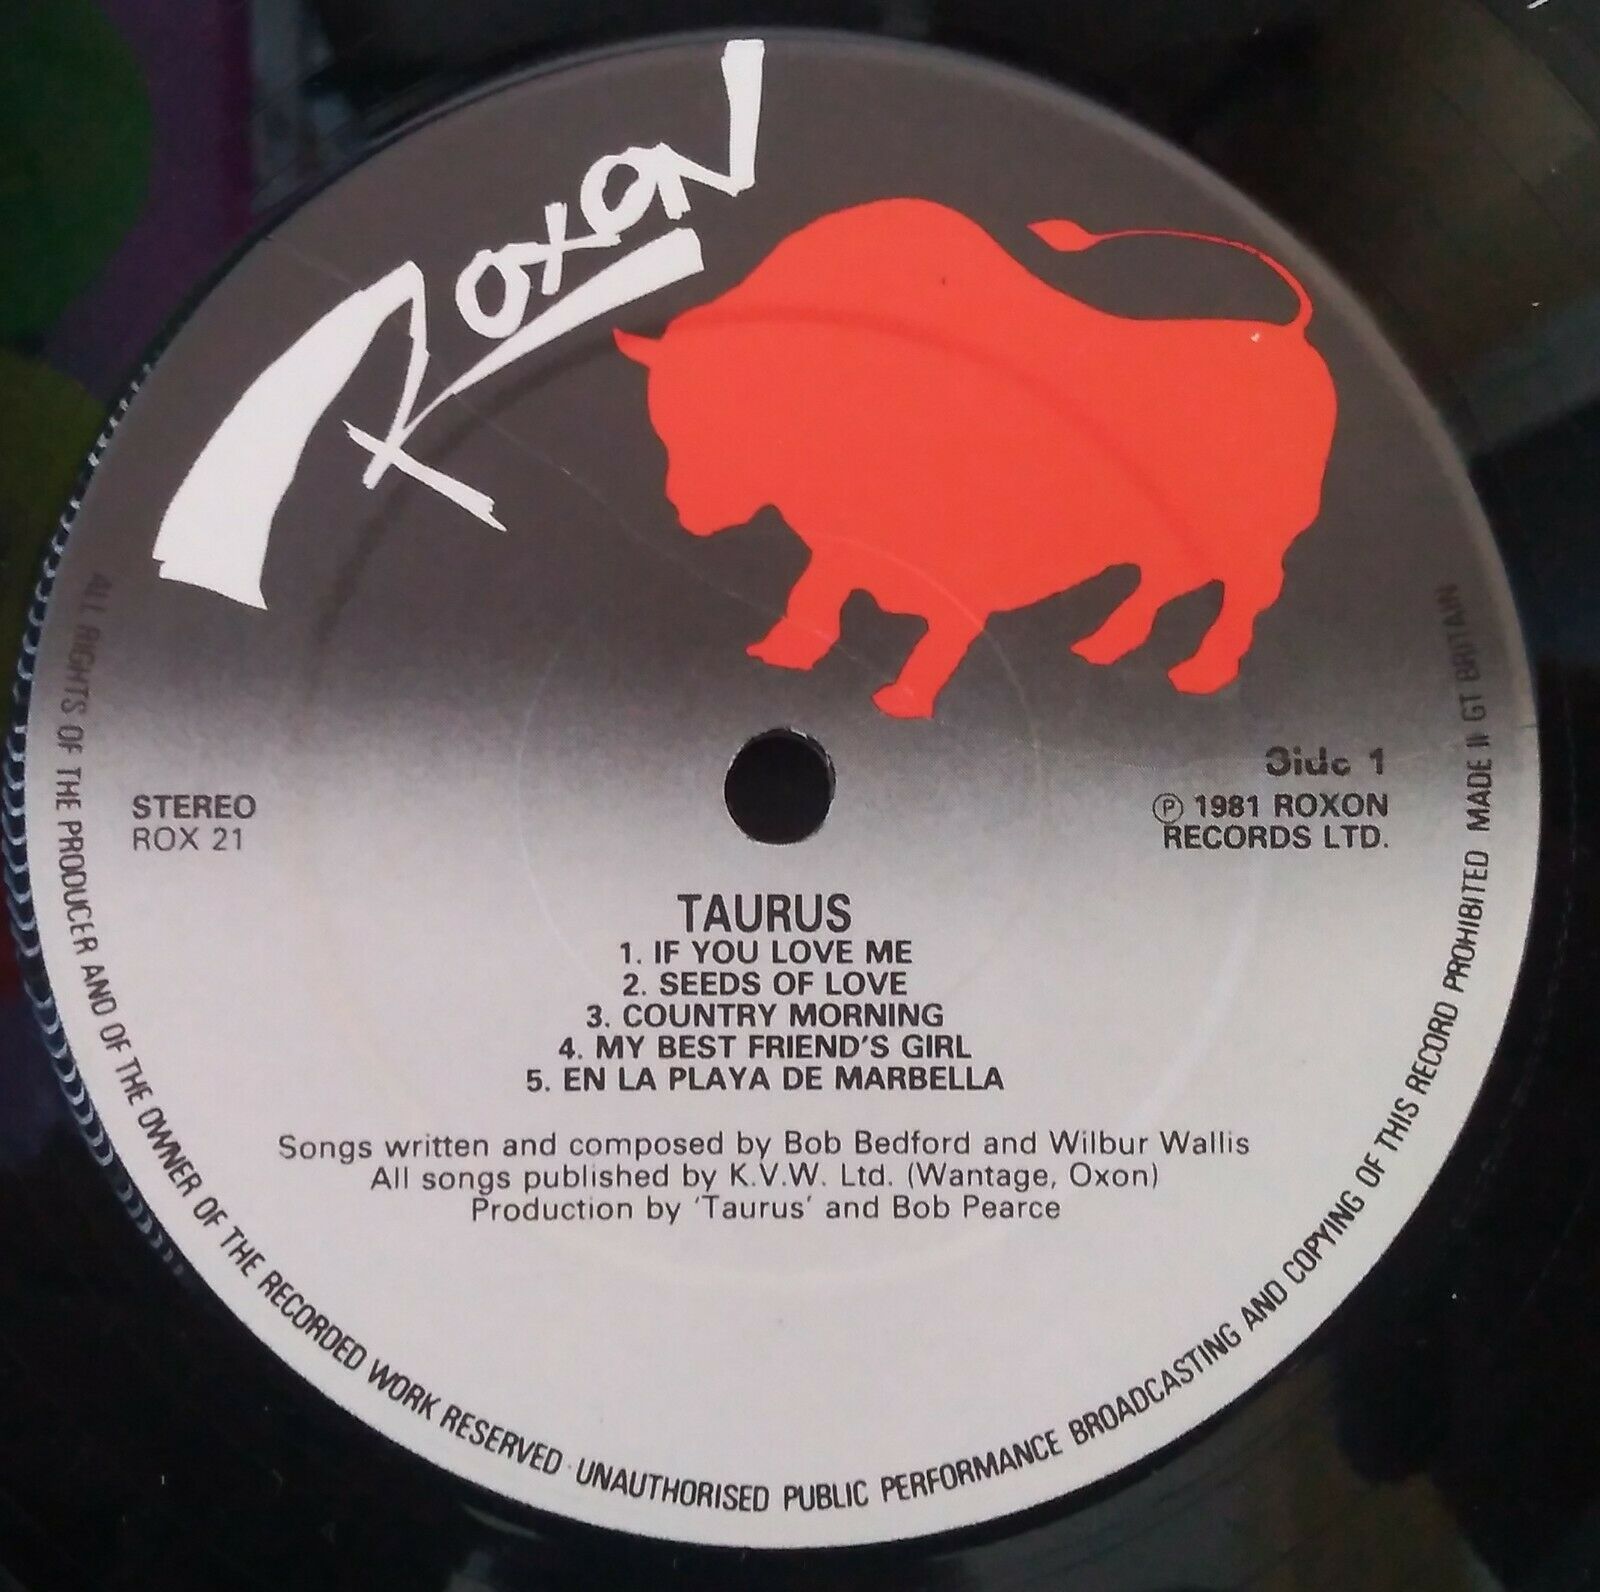 ROXON
Side 1
STEREO
ROX 21
℗ 1981 ROXON
RECORDS LTD.
TAURUS
1. IF YOU LOVE ME
2. SEEDS OF LOVE
3. COUNTRY MORNING
4. MY BEST FRIEND'S GIRL
5. EN LA PLAYA DE MARBELLA
Songs written and composed by Bob Bedford and Wilbur Wallis
All songs published by K.V.W. Ltd. (Wantage, Oxon)
Production by 'Taurus' and Bob Pearce
ALL RIGHTS OF THE PRODUCER AND OF THE OWNER OF THE RECORDED WORK RESERVED · UNAUTHORISED PUBLIC PERFORMANCE BROADCASTING AND COPYING OF THIS RECORD PROHIBITED MADE IN GT BRITAIN